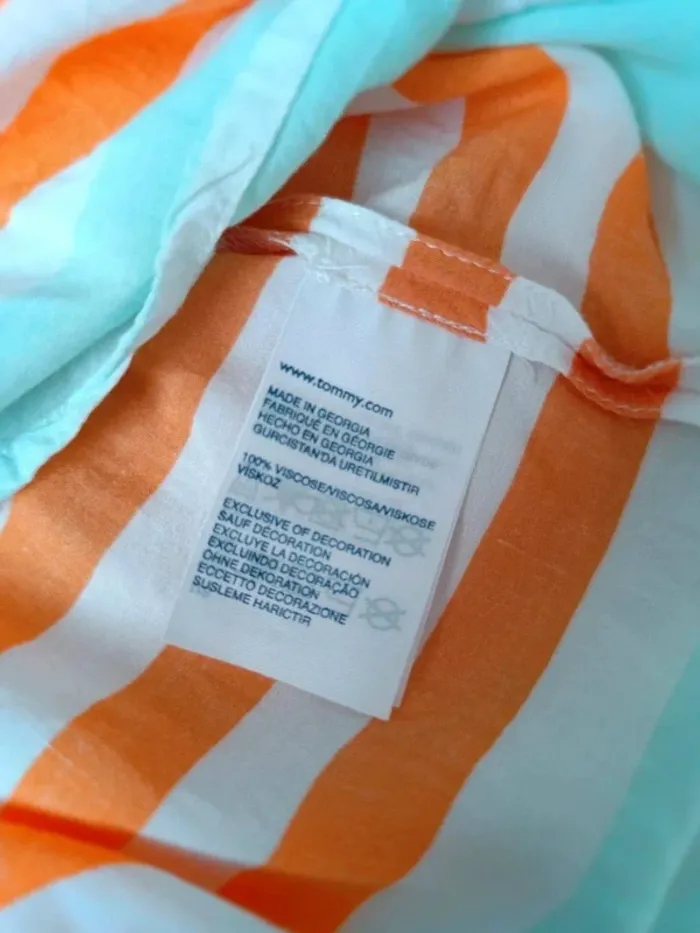 www.tommy.com
MADE IN GEORGIA
FABRIQUÉ EN GÉORGIE
HECHO EN GEORGIA
GURCISTAN'DA URETILMISTIR
100% VISCOSE/VISCOSA/VISKOSE
VISKOZ
EXCLUSIVE OF DECORATION
SAUF DÉCORATION
EXCLUYE LA DECORACIÓN
EXCLUINDO DECORAÇÃO
OHNE DEKORATION
ECCETTO DECORAZIONE
SUSLEME HARICTIR